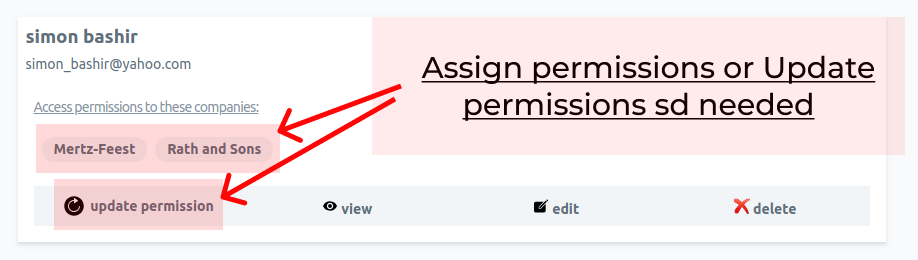 simon bashir
simon_bashir@yahoo.com
Assign permissions or Update
permissions sd needed
Access permissions to these companies:
Mertz-Feest Rath and Sons
update permission view edit delete